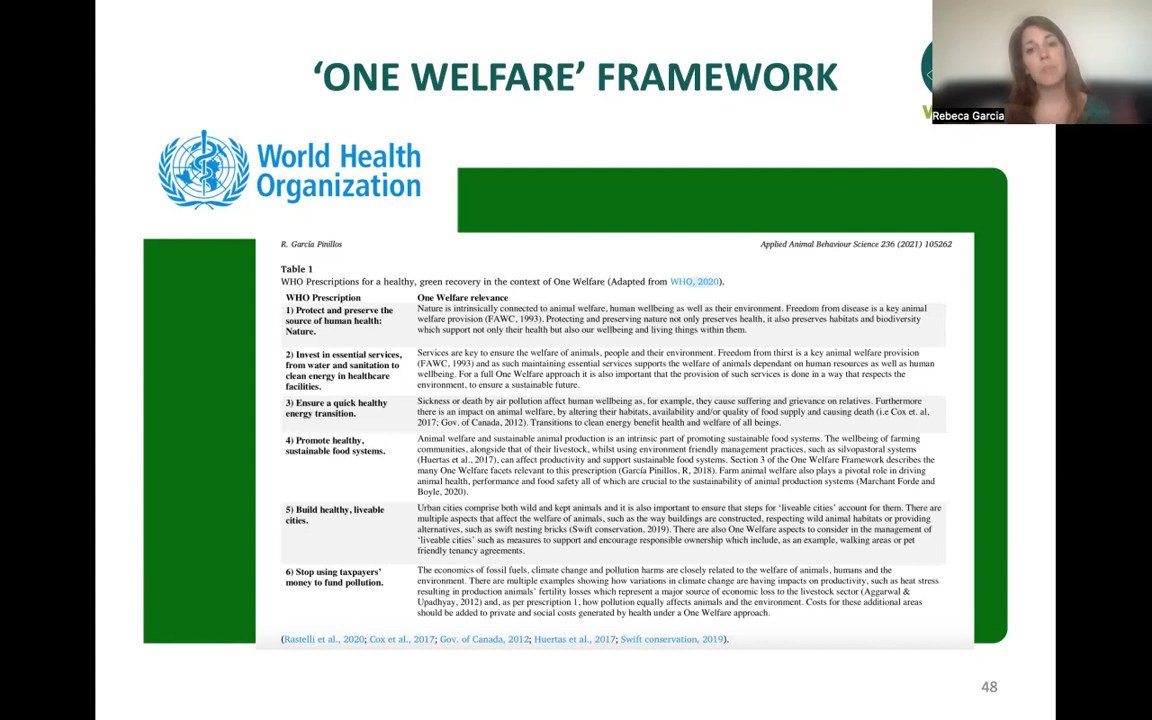 ‘ONE WELFARE’ FRAMEWORK
Rebeca Garcia
World Health
Organization
R. García Pinillos
Applied Animal Behaviour Science 236 (2021) 105262
Table 1
WHO Prescriptions for a healthy, green recovery in the context of One Welfare (Adapted from WHO, 2020).
WHO Prescription
One Welfare relevance
1) Protect and preserve the
source of human health:
Nature.
Nature is intrinsically connected to animal welfare, human wellbeing as well as their environment. Freedom from disease is a key animal
welfare provision (FAWC, 1993). Protecting and preserving nature not only preserves health, it also preserves habitats and biodiversity
which support not only their health but also our wellbeing and living things within them.
2) Invest in essential services,
from water and sanitation to
clean energy in healthcare
facilities.
Services are key to ensure the welfare of animals, people and their environment. Freedom from thirst is a key animal welfare provision
(FAWC, 1993) and as such maintaining essential services supports the welfare of animals dependant on human resources as well as human
wellbeing. For a full One Welfare approach it is also important that the provision of such services is done in a way that respects the
environment, to ensure a sustainable future.
3) Ensure a quick healthy
energy transition.
Sickness or death by air pollution affect human wellbeing as, for example, they cause suffering and grievance on relatives. Furthermore
there is an impact on animal welfare, by altering their habitats, availability and/or quality of food supply and causing death (i.e Cox et. al,
2017; Gov. of Canada, 2012). Transitions to clean energy benefit health and welfare of all beings.
4) Promote healthy,
sustainable food systems.
Animal welfare and sustainable animal production is an intrinsic part of promoting sustainable food systems. The wellbeing of farming
communities, alongside that of their livestock, whilst using environment friendly management practices, such as silvopastoral systems
(Huertas et al., 2017), can affect productivity and support sustainable food systems. Section 3 of the One Welfare Framework describes the
many One Welfare facets relevant to this prescription (García Pinillos, R, 2018). Farm animal welfare also plays a pivotal role in driving
animal health, performance and food safety all of which are crucial to the sustainability of animal production systems (Marchant Forde and
Boyle, 2020).
5) Build healthy, liveable
cities.
Urban cities comprise both wild and kept animals and it is also important to ensure that steps for ‘liveable cities’ account for them. There are
multiple aspects that affect the welfare of animals, such as the way buildings are constructed, respecting wild animal habitats or providing
alternatives, such as swift nesting bricks (Swift conservation, 2019). There are also One Welfare aspects to consider in the management of
‘liveable cities’ such as measures to support and encourage responsible ownership which include, as an example, walking areas or pet
friendly tenancy agreements.
6) Stop using taxpayers’
money to fund pollution.
The economics of fossil fuels, climate change and pollution harms are closely related to the welfare of animals, humans and the
environment. There are multiple examples showing how variations in climate change are having impacts on productivity, such as heat stress
resulting in production animals’ fertility losses which represent a major source of economic loss to the livestock sector (Aggarwal &
Upadhyay, 2012) and, as per prescription 1, how pollution equally affects animals and the environment. Costs for these additional areas
should be added to private and social costs generated by health under a One Welfare approach.
(Rastelli et al., 2020; Cox et al., 2017; Gov. of Canada, 2012; Huertas et al., 2017; Swift conservation, 2019).
48